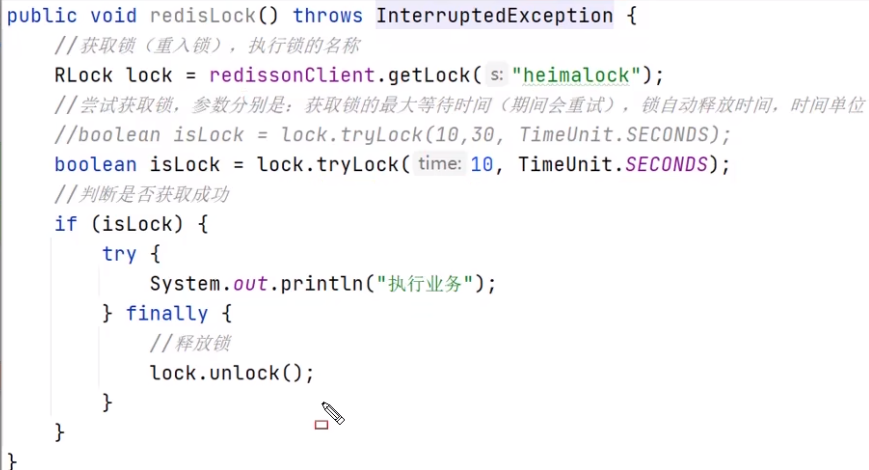 public void redisLock() throws InterruptedException {
//获取锁（重入锁），执行锁的名称
RLock lock = redissonClient.getLock( s: "heimalock");
//尝试获取锁，参数分别是：获取锁的最大等待时间（期间会重试），锁自动释放时间，时间单位
//boolean isLock = lock.tryLock(10,30, TimeUnit.SECONDS);
boolean isLock = lock.tryLock( time: 10, TimeUnit.SECONDS);
//判断是否获取成功
if (isLock) {
try {
System.out.println("执行业务");
} finally {
//释放锁
lock.unlock();
}
}
}